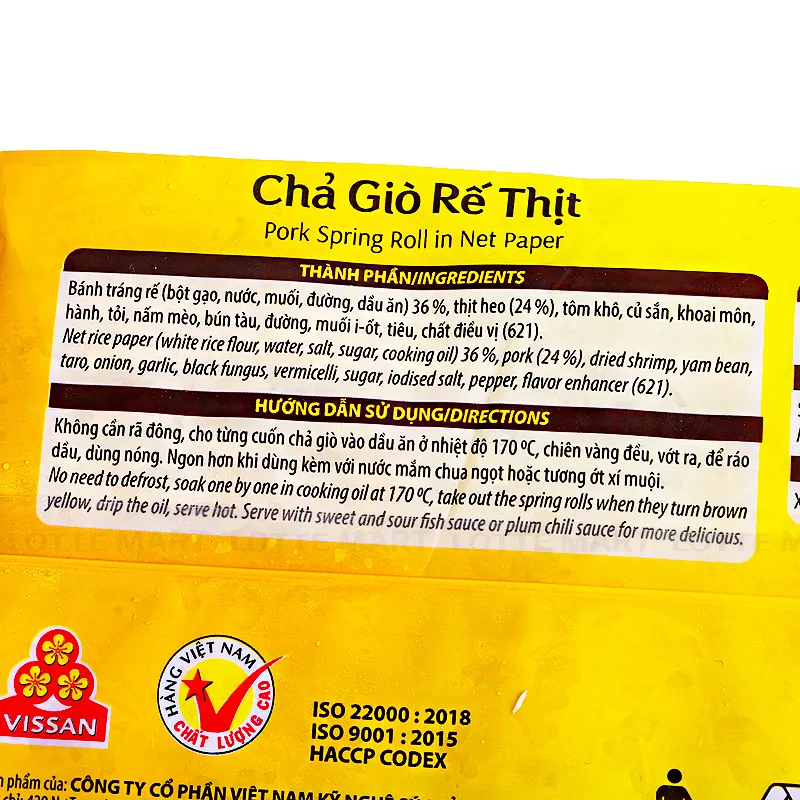 Chả Giò Rế Thịt
Pork Spring Roll in Net Paper
THÀNH PHẦN/INGREDIENTS
Bánh tráng rế (bột gạo, nước, muối, đường, dầu ăn) 36 %, thịt heo (24 %), tôm khô, củ sắn, khoai môn,
hành, tỏi, nấm mèo, bún tàu, đường, muối i-ốt, tiêu, chất điều vị (621).
Net rice paper (white rice flour, water, salt, sugar, cooking oil) 36 %, pork (24 %), dried shrimp, yam bean,
taro, onion, garlic, black fungus, vermicelli, sugar, iodised salt, pepper, flavor enhancer (621).
HƯỚNG DẪN SỬ DỤNG/DIRECTIONS
Không cần rã đông, cho từng cuốn chả giò vào dầu ăn ở nhiệt độ 170 ºC, chiên vàng đều, vớt ra, để ráo
dầu, dùng nóng. Ngon hơn khi dùng kèm với nước mắm chua ngọt hoặc tương ớt xí muội.
No need to defrost, soak one by one in cooking oil at 170 ºC, take out the spring rolls when they turn brown
yellow, drip the oil, serve hot. Serve with sweet and sour fish sauce or plum chili sauce for more delicious.
LOTTE MART LOTTE MART LOTTE MART LOTTE
VISSAN
HÀNG VIỆT NAM
CHẤT LƯỢNG CAO
ISO 22000 : 2018
ISO 9001 : 2015
HACCP CODEX
phẩm của: CÔNG TY CỔ PHẦN VIỆT NAM KỸ NGHỆ